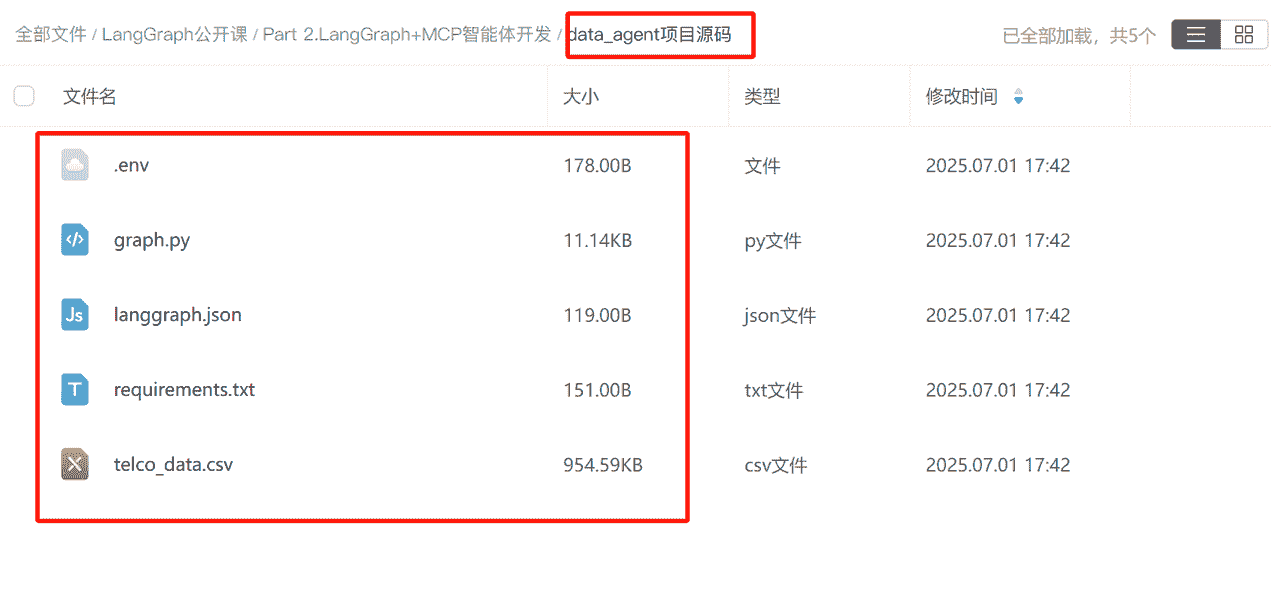 全部文件 / LangGraph公开课 / Part 2.LangGraph+MCP智能体开发 / data_agent项目源码 已全部加载，共5个
文件名 大小 类型 修改时间
.env 178.00B 文件 2025.07.01 17:42
graph.py 11.14KB py文件 2025.07.01 17:42
langgraph.json 119.00B json文件 2025.07.01 17:42
requirements.txt 151.00B txt文件 2025.07.01 17:42
telco_data.csv 954.59KB csv文件 2025.07.01 17:42